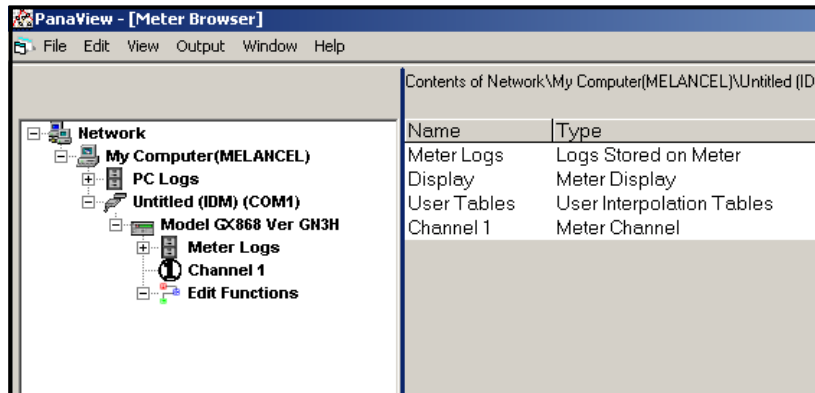 PanaView - [Meter Browser]
File Edit View Output Window Help
Contents of Network\My Computer(MELANCEL)\Untitled (ID
Network
My Computer(MELANCEL)
PC Logs
Untitled (IDM) (COM1)
Model GX868 Ver GN3H
Meter Logs
1 Channel 1
Edit Functions
Name Type
Meter Logs Logs Stored on Meter
Display Meter Display
User Tables User Interpolation Tables
Channel 1 Meter Channel